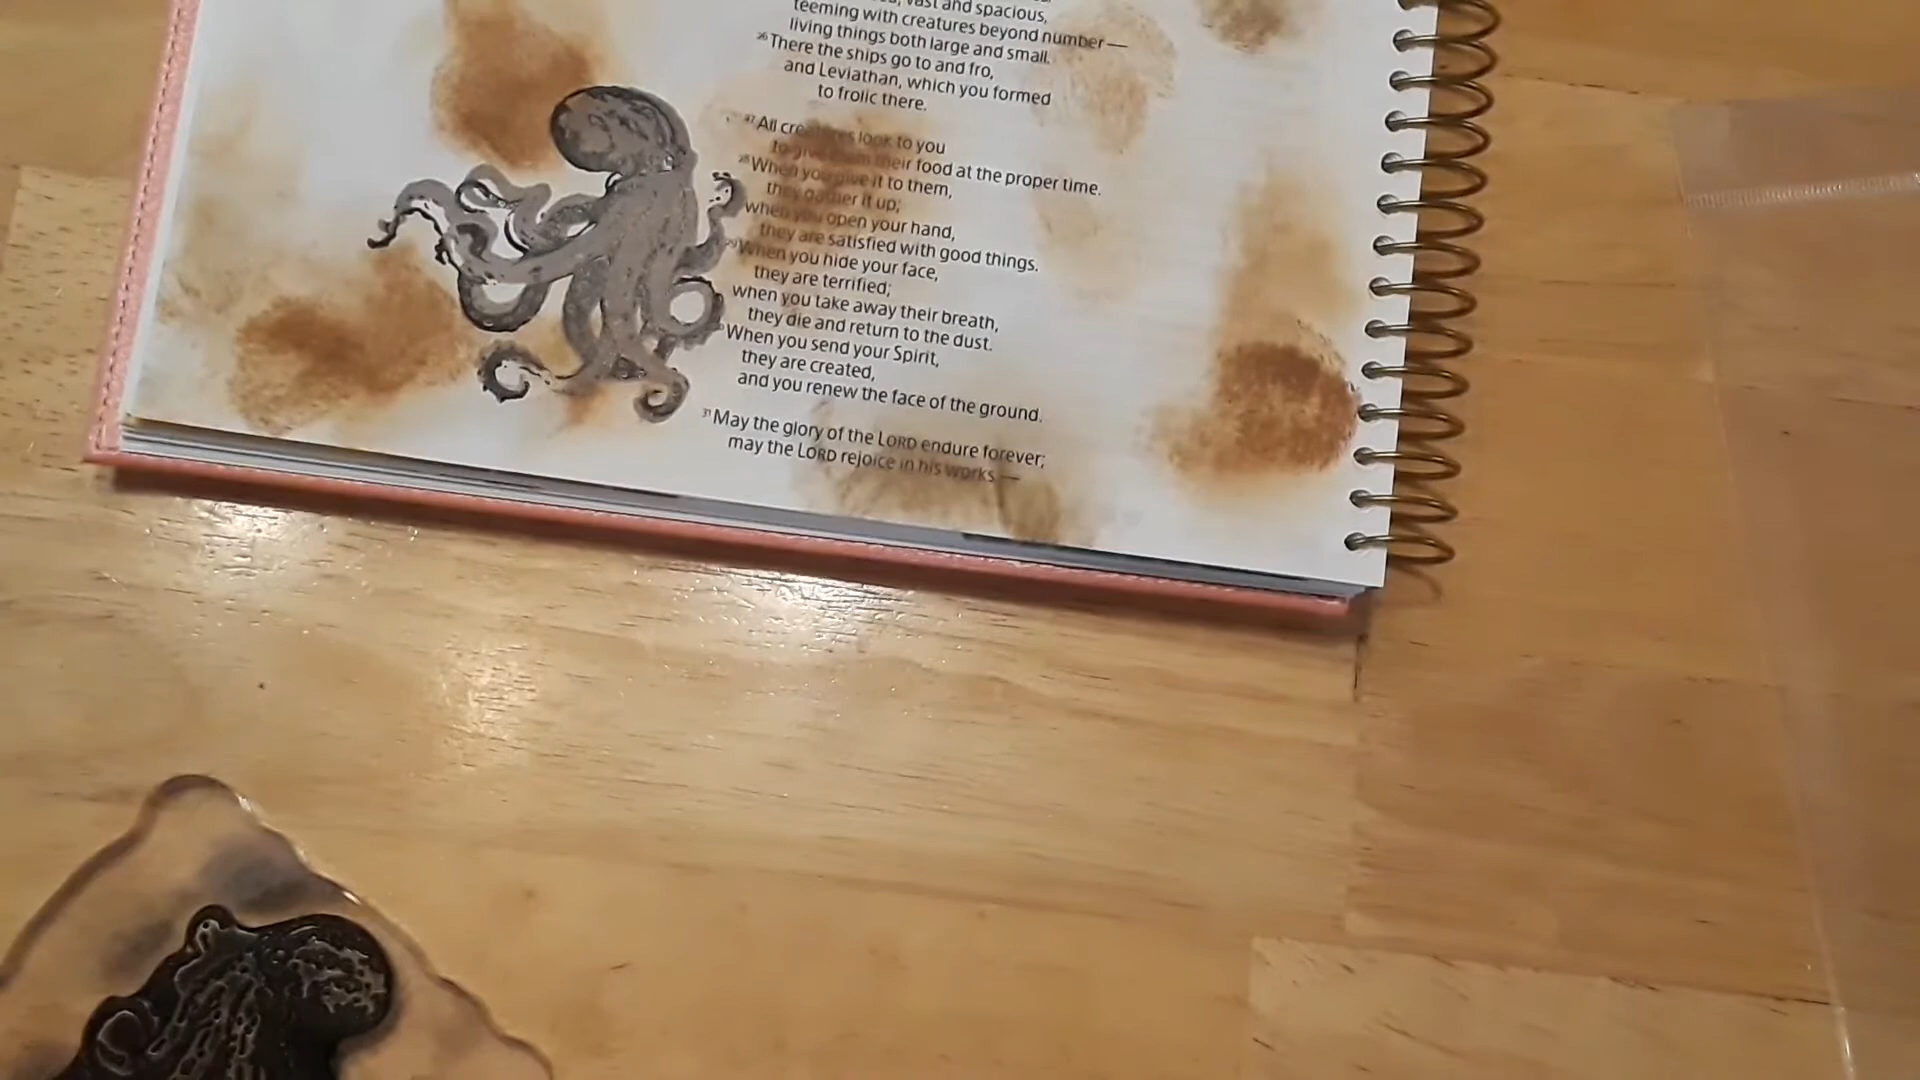 vast and spacious,
teeming with creatures beyond number —
living things both large and small.
26 There the ships go to and fro,
and Leviathan, which you formed
to frolic there.
27 All creatures look to you
to give them their food at the proper time.
28 When you give it to them,
they gather it up;
when you open your hand,
they are satisfied with good things.
29 When you hide your face,
they are terrified;
when you take away their breath,
they die and return to the dust.
When you send your Spirit,
they are created,
and you renew the face of the ground.
31 May the glory of the LORD endure forever;
may the LORD rejoice in his works —